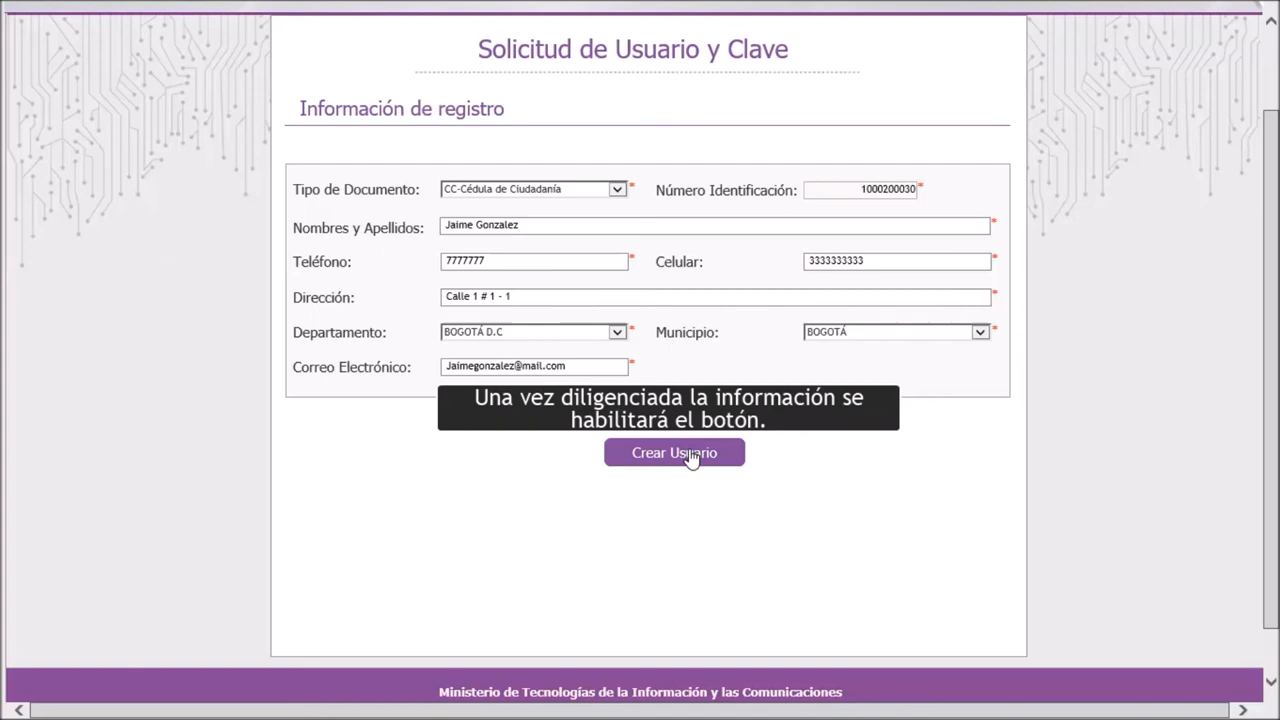 Solicitud de Usuario y Clave
Información de registro
Tipo de Documento: CC-Cédula de Ciudadanía * Número Identificación: 1000200030 *
Nombres y Apellidos: Jaime Gonzalez *
Teléfono: 7777777 * Celular: 3333333333 *
Dirección: Calle 1 # 1 - 1 *
Departamento: BOGOTÁ D.C * Municipio: BOGOTÁ *
Correo Electrónico: Jaimegonzalez@mail.com *
Una vez diligenciada la información se
habilitará el botón.
Crear Usuario
Ministerio de Tecnologías de la Información y las Comunicaciones